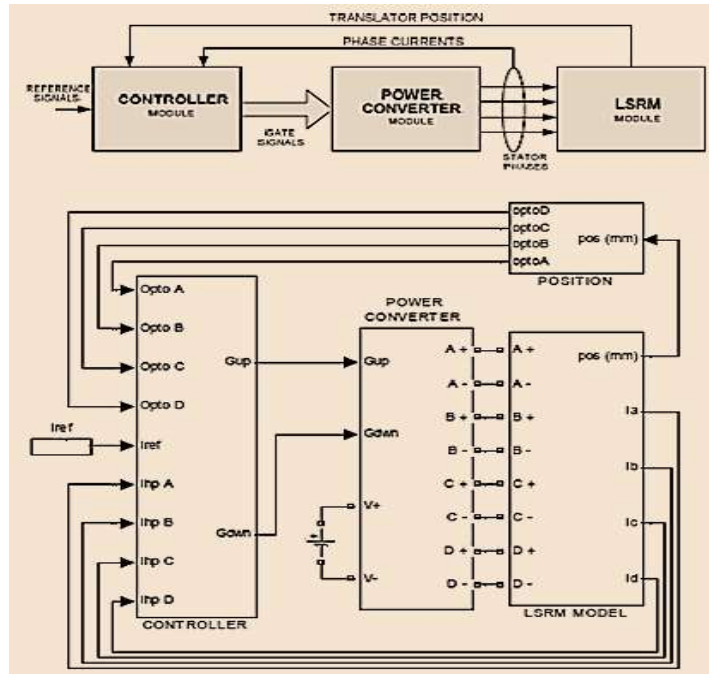 TRANSLATOR POSITION
PHASE CURRENTS
REFERENCE
SIGNALS
CONTROLLER
MODULE
IGATE
SIGNALS
POWER
CONVERTER
MODULE
STATOR
PHASES
LSRM
MODULE
optoD
optoC
optoB
optoA
pos (mm)
POSITION
Opto A
Opto B
Opto C
Opto D
Iref
Iref
Ihp A
Ihp B
Ihp C
Ihp D
Gup
Gdwn
CONTROLLER
POWER
CONVERTER
Gup
Gdwn
V+
V-
+
A +
A -
B +
B -
C +
C -
D +
D -
A +
A -
B +
B -
C +
C -
D +
D -
pos (mm)
Ia
Ib
Ic
Id
LSRM MODEL